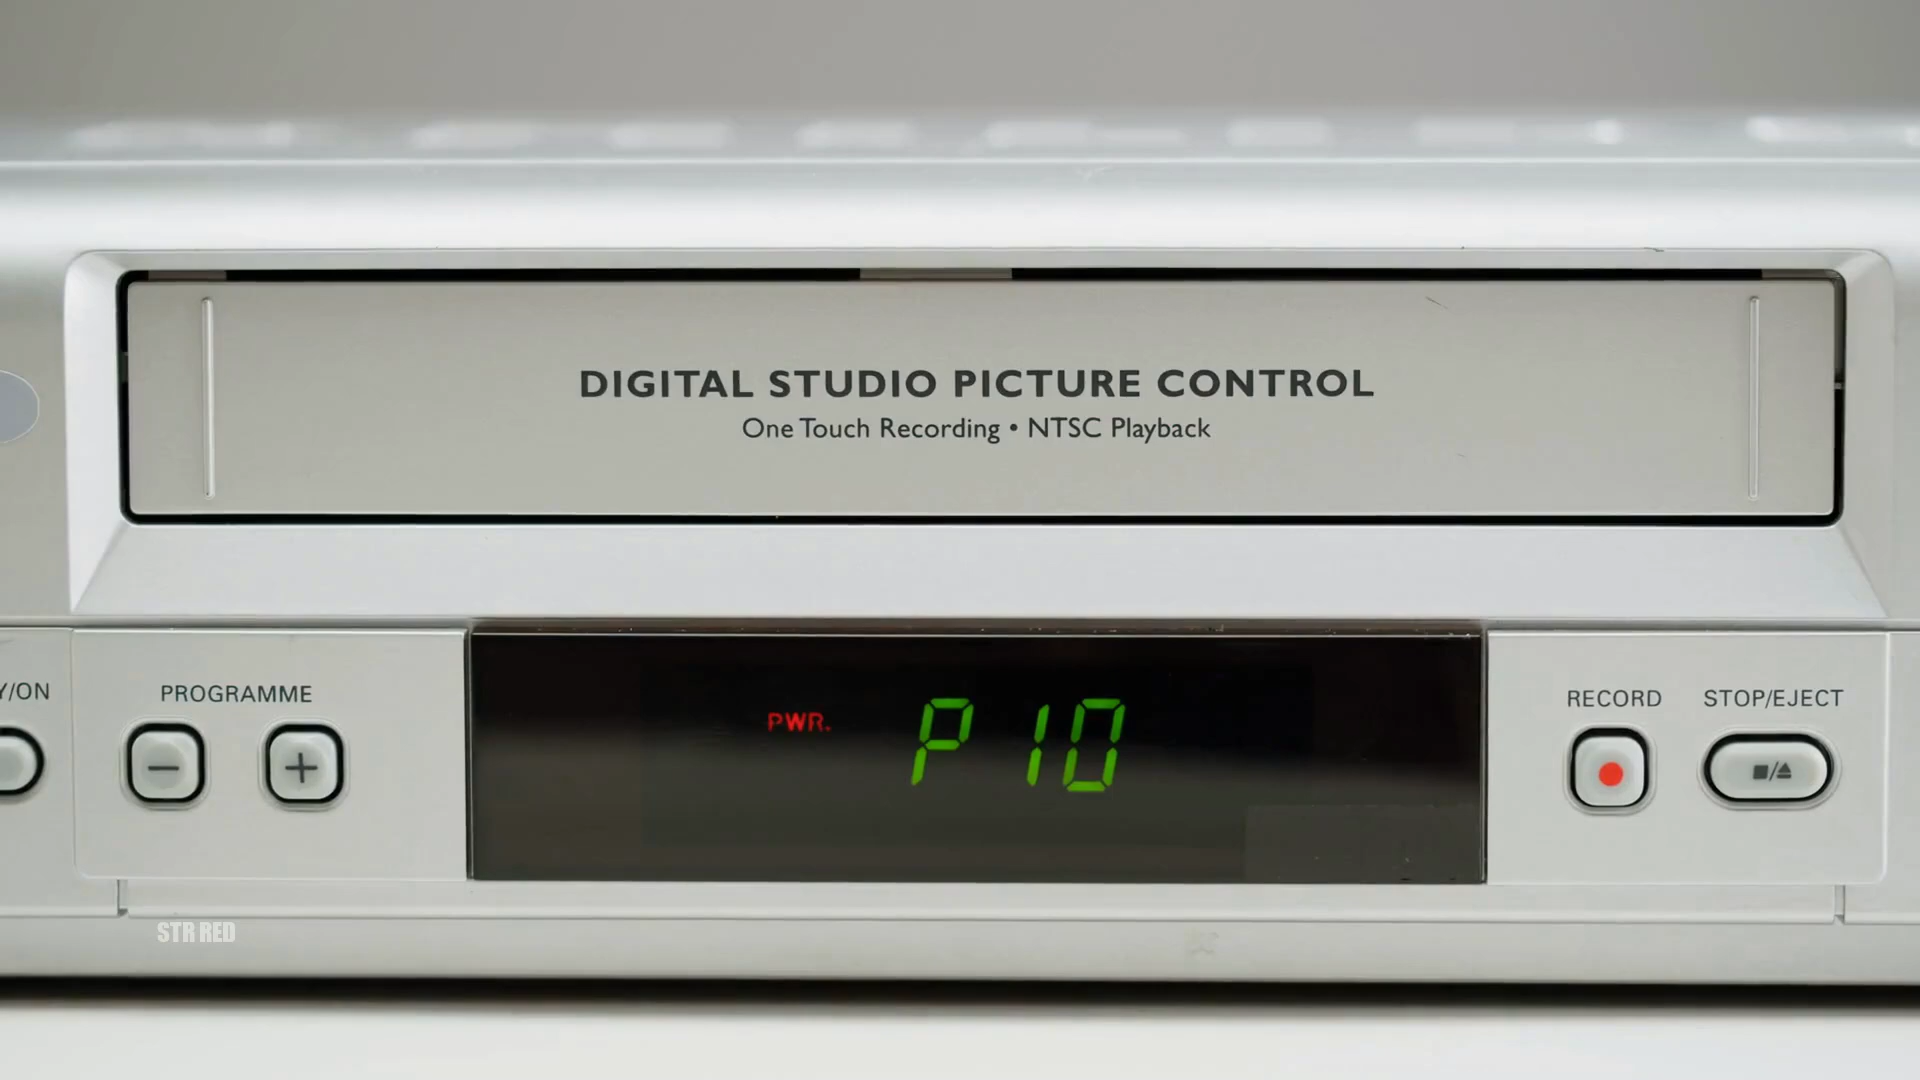 DIGITAL STUDIO PICTURE CONTROL
One Touch Recording • NTSC Playback
Y/ON
PROGRAMME
RECORD
STOP/EJECT
PWR.
P 10
STR RED